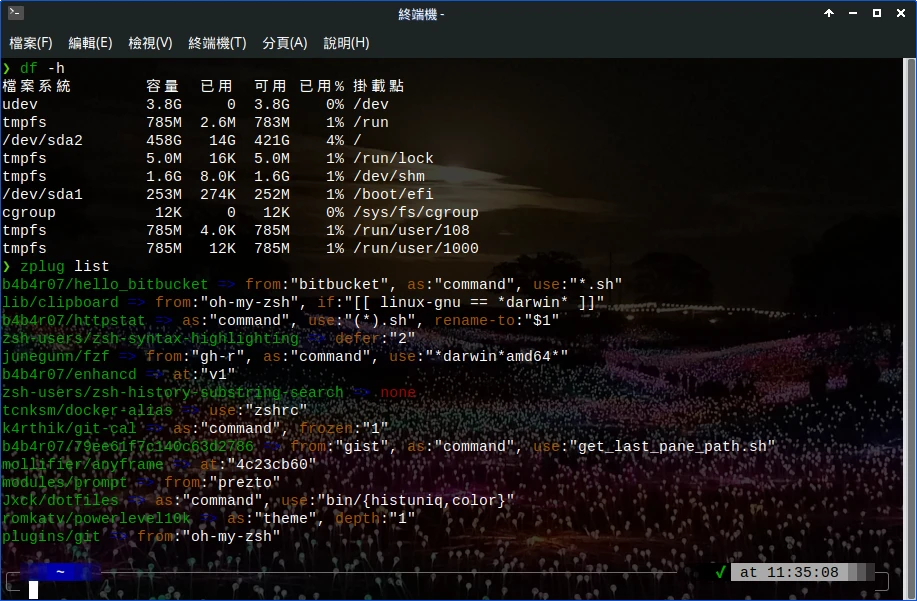 終端機 -
檔案(F) 編輯(E) 檢視(V) 終端機(T) 分頁(A) 說明(H)
❯ df -h
檔案系統 容量 已用 可用 已用% 掛載點
udev 3.8G 0 3.8G 0% /dev
tmpfs 785M 2.6M 783M 1% /run
/dev/sda2 458G 14G 421G 4% /
tmpfs 5.0M 16K 5.0M 1% /run/lock
tmpfs 1.6G 8.0K 1.6G 1% /dev/shm
/dev/sda1 253M 274K 252M 1% /boot/efi
cgroup 12K 0 12K 0% /sys/fs/cgroup
tmpfs 785M 4.0K 785M 1% /run/user/108
tmpfs 785M 12K 785M 1% /run/user/1000
❯ zplug list
b4b4r07/hello_bitbucket => from:"bitbucket", as:"command", use:"*.sh"
lib/clipboard => from:"oh-my-zsh", if:"[[ linux-gnu == *darwin* ]]"
b4b4r07/httpstat => as:"command", use:"(*).sh", rename-to:"$1"
zsh-users/zsh-syntax-highlighting => defer:"2"
junegunn/fzf => from:"gh-r", as:"command", use:"*darwin*amd64*"
b4b4r07/enhancd => at:"v1"
zsh-users/zsh-history-substring-search => none
tcnksm/docker-alias => use:"zshrc"
k4rthik/git-cal => as:"command", frozen:"1"
b4b4r07/79ee61f7c140c63d2786 => from:"gist", as:"command", use:"get_last_pane_path.sh"
mollifier/anyframe => at:"4c23cb60"
modules/prompt => from:"prezto"
Jxck/dotfiles => as:"command", use:"bin/{histuniq,color}"
romkatv/powerlevel10k => as:"theme", depth:"1"
plugins/git => from:"oh-my-zsh"
~ ✓ at 11:35:08